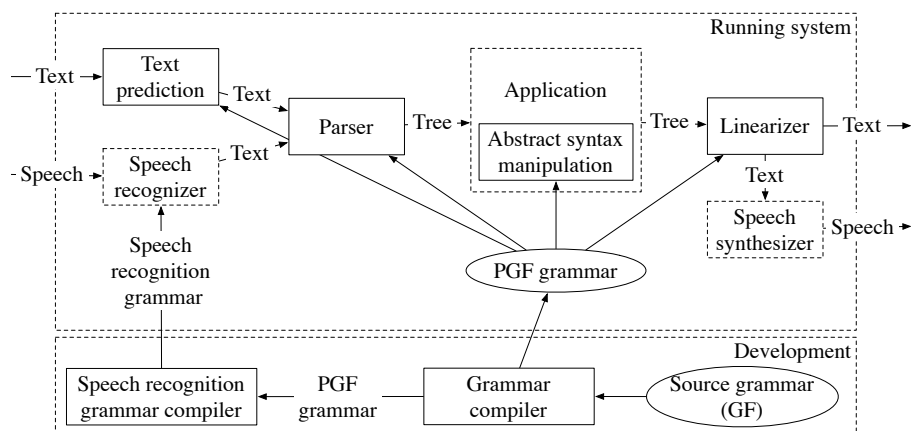 Running system
Text
Text
prediction
Text
Parser
Tree
Application
Abstract syntax
manipulation
Tree
Linearizer
Text
Speech
Speech
recognizer
Text
Text
Speech
synthesizer
Speech
Speech
recognition
grammar
PGF grammar
Development
Speech recognition
grammar compiler
PGF
grammar
Grammar
compiler
Source grammar
(GF)